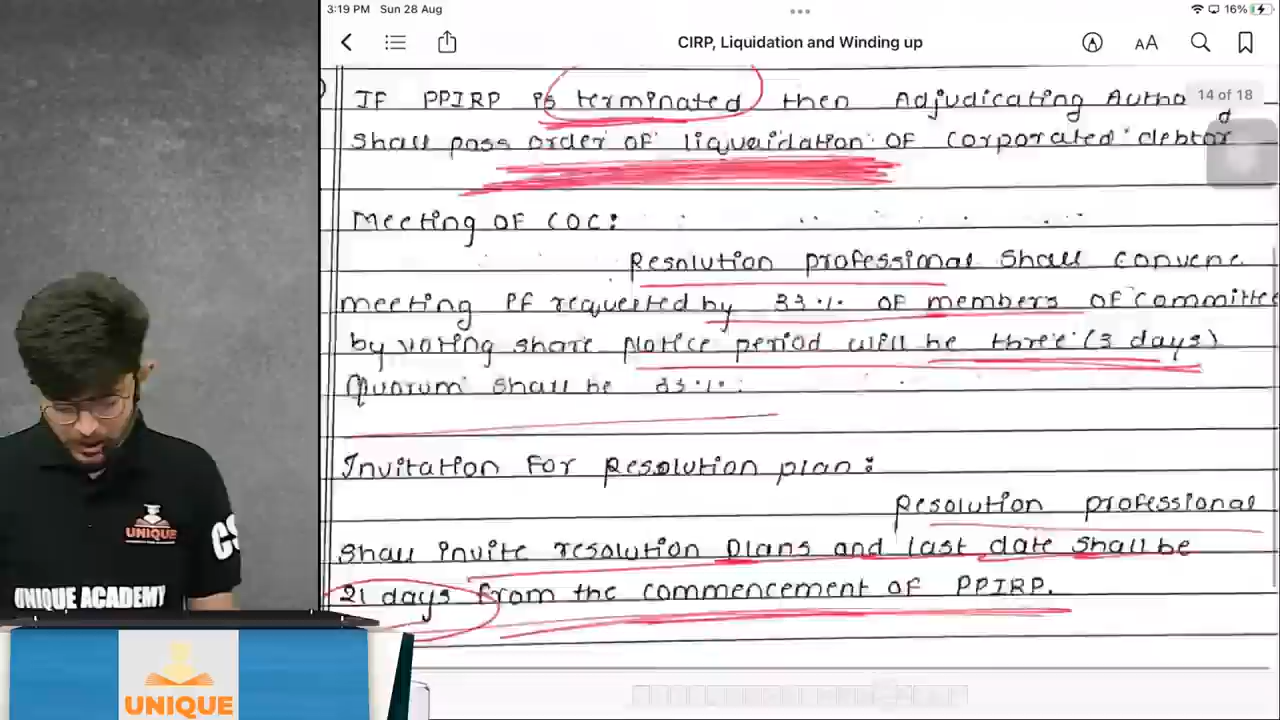 3:19 PM Sun 28 Aug
16%
CIRP, Liquidation and Winding up
AA
14 of 18
IF PPIRP is terminated then Adjudicating Autho
shall pass order of liquaidation of corporated debtor
Meeting of COC:
Resolution professional shall convene
meeting if requested by 33% of members of committee
by voting share Notice period will be three (3 days)
Quorum shall be 33%.
Invitation for Resolution plan:
Resolution professional
shall invite resolution plans and last date shall be
21 days from the commencement of PPIRP.
UNIQUE
CS
UNIQUE ACADEMY
UNIQUE